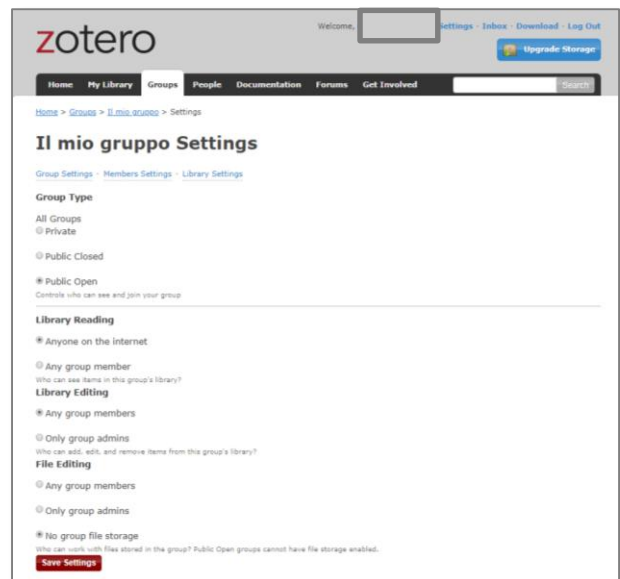 zotero
Welcome, Settings · Inbox · Download · Log Out
Upgrade Storage
Home My Library Groups People Documentation Forums Get Involved Search
Home > Groups > Il mio gruppo > Settings
Il mio gruppo Settings
Group Settings · Members Settings · Library Settings
Group Type
All Groups
Private
Public Closed
Public Open
Controls who can see and join your group
Library Reading
Anyone on the internet
Any group member
Who can see items in this group's library?
Library Editing
Any group members
Only group admins
Who can add, edit, and remove items from this group's library?
File Editing
Any group members
Only group admins
No group file storage
Who can work with files stored in the group? Public Open groups cannot have file storage enabled.
Save Settings